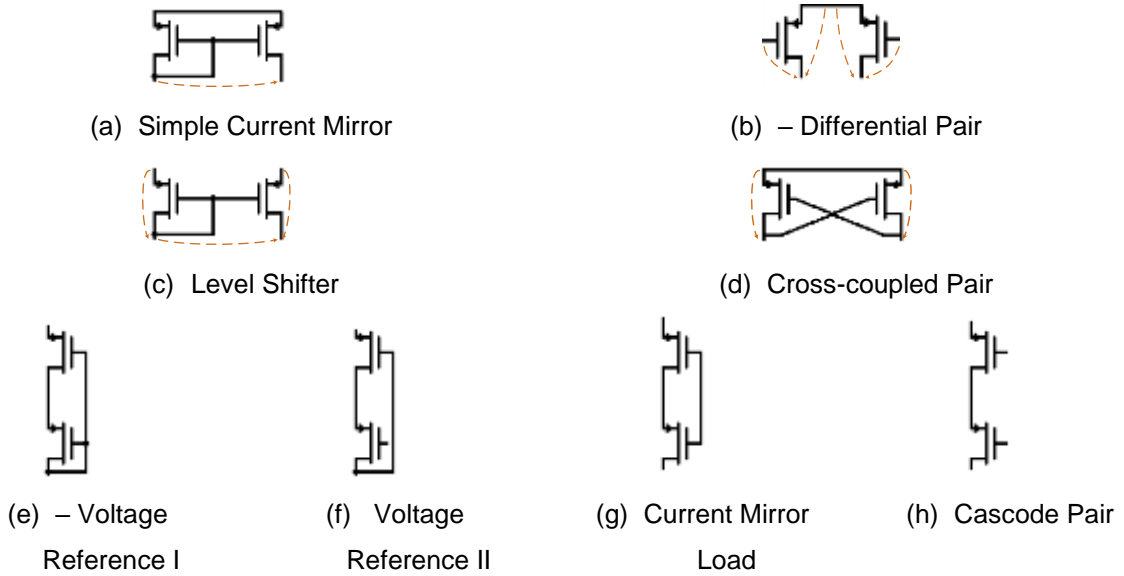 (a) Simple Current Mirror
(b) – Differential Pair
(c) Level Shifter
(d) Cross-coupled Pair
(e) – Voltage
Reference I
(f) Voltage
Reference II
(g) Current Mirror
Load
(h) Cascode Pair